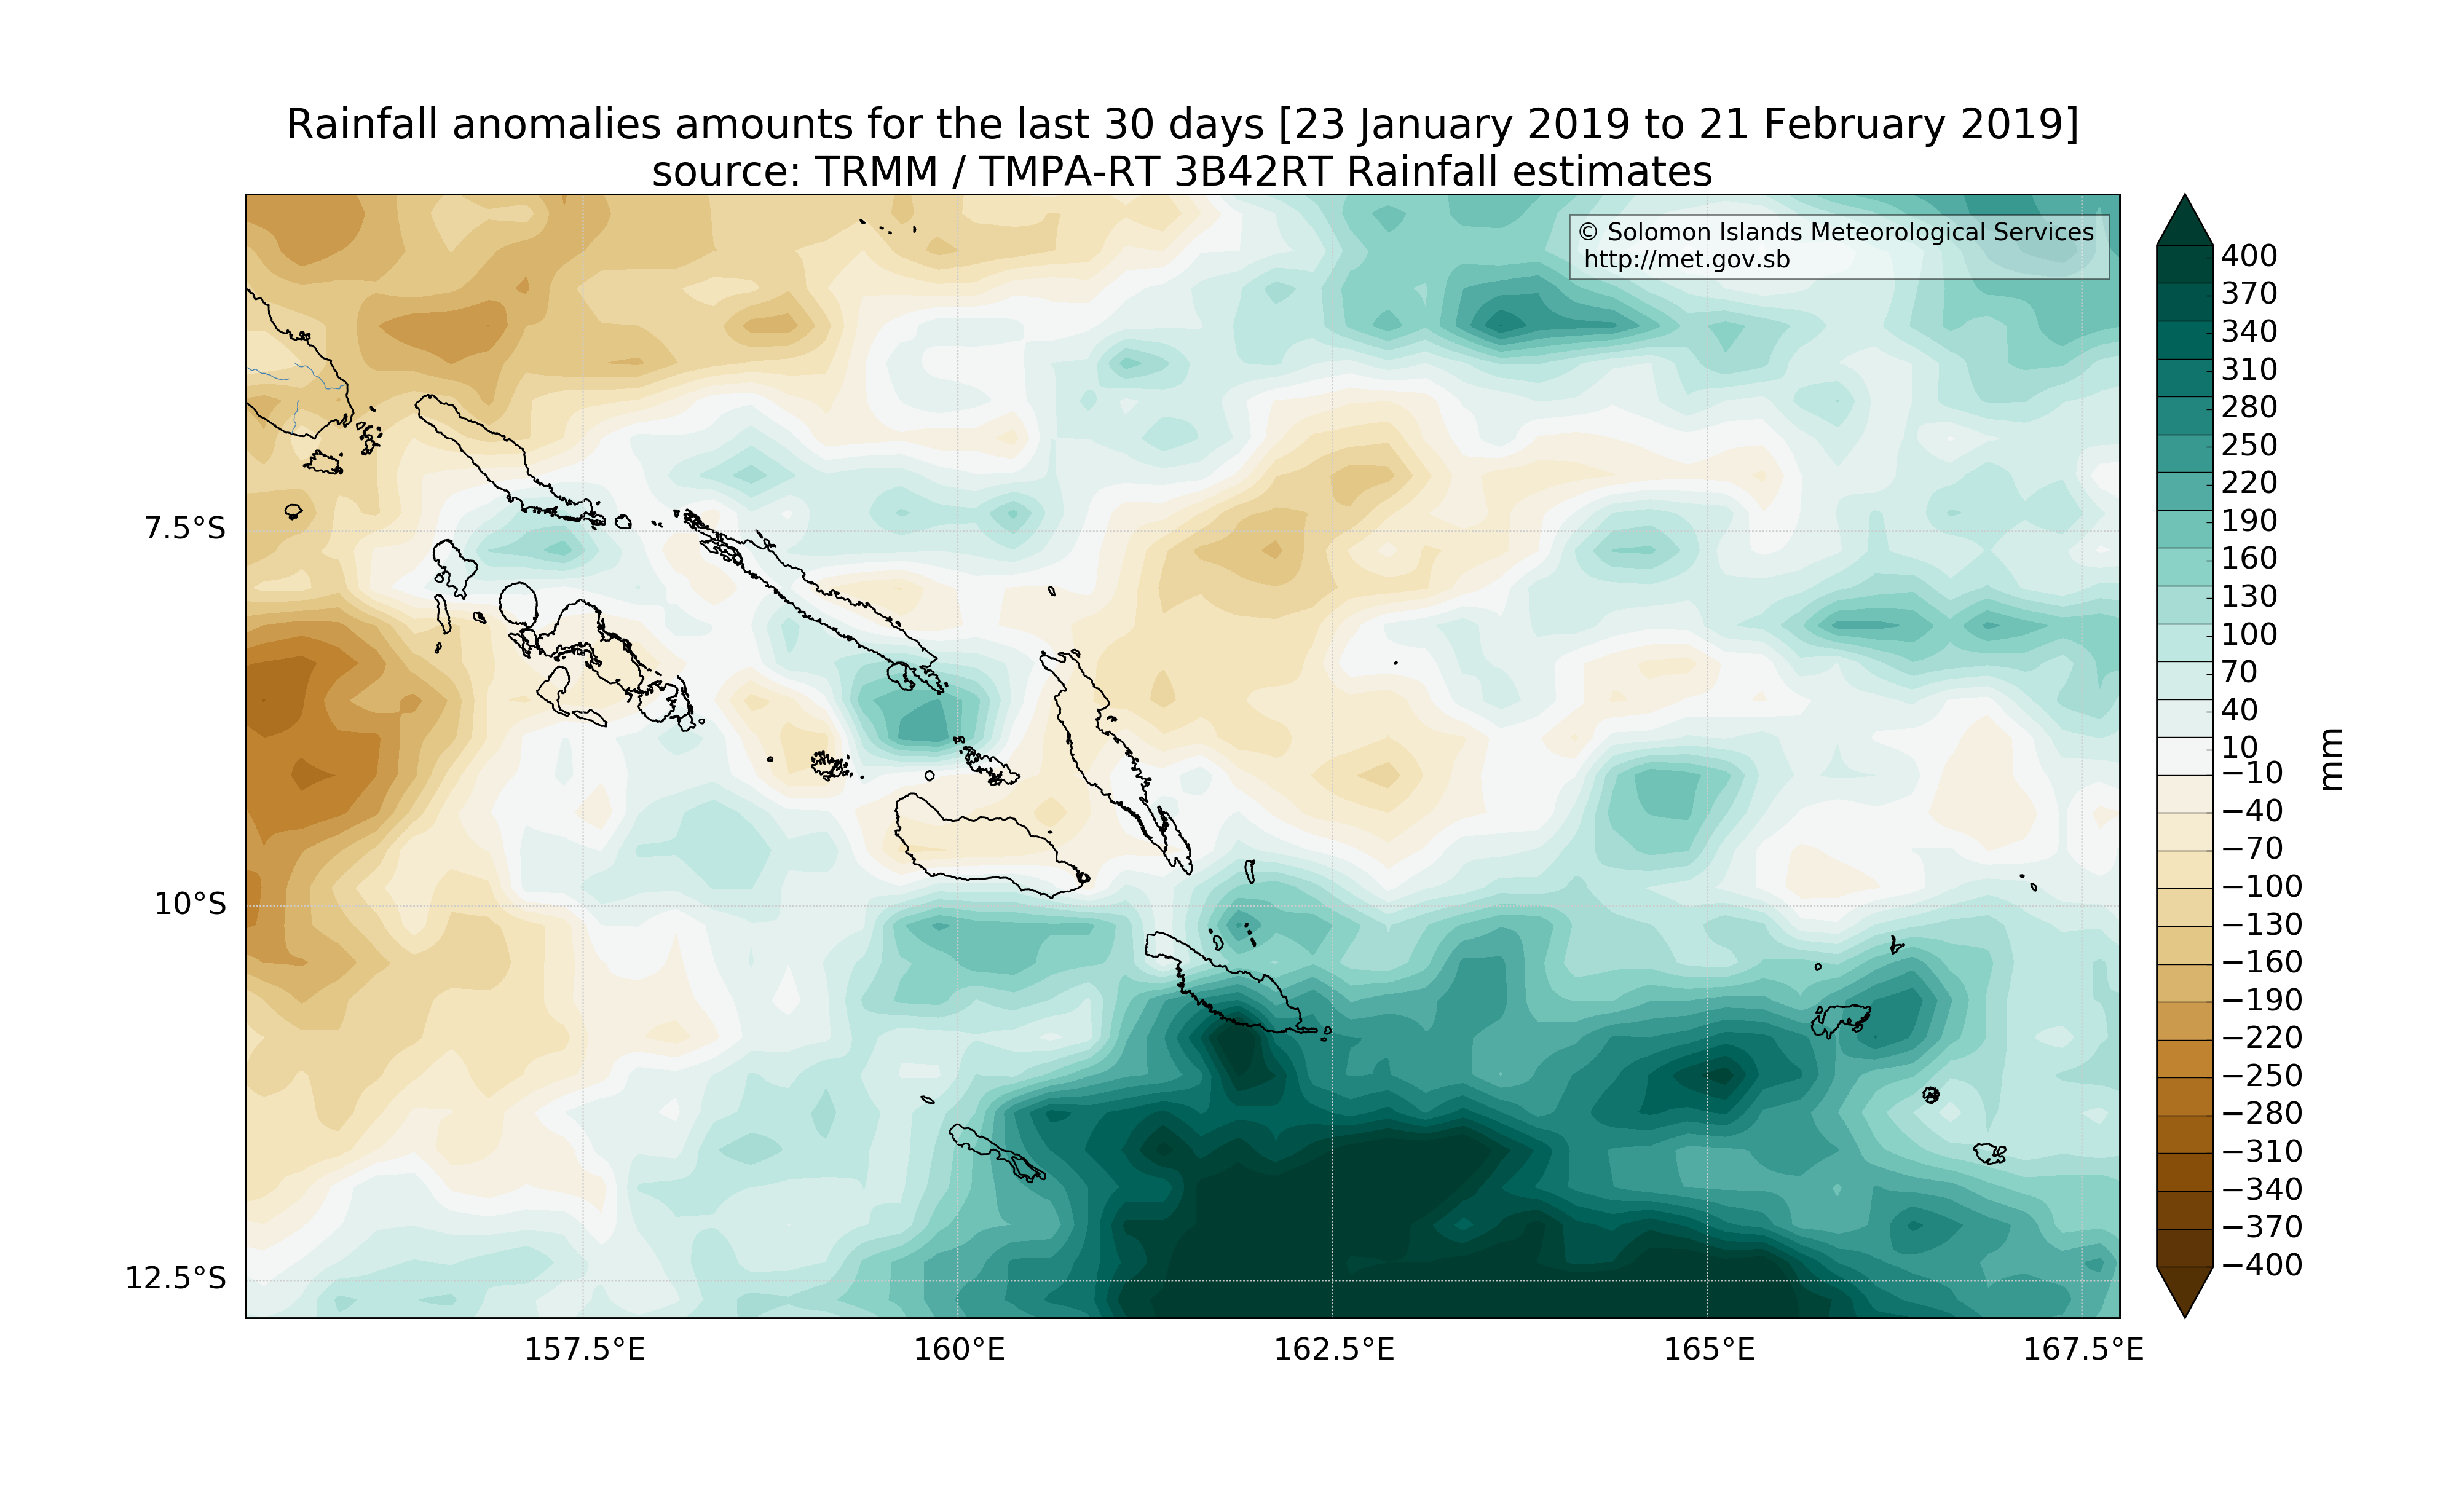 Rainfall anomalies amounts for the last 30 days [23 January 2019 to 21 February 2019]
source: TRMM / TMPA-RT 3B42RT Rainfall estimates
© Solomon Islands Meteorological Services
http://met.gov.sb
7.5°S
10°S
12.5°S
157.5°E
160°E
162.5°E
165°E
167.5°E
400
370
340
310
280
250
220
190
160
130
100
70
40
10
−10
−40
−70
−100
−130
−160
−190
−220
−250
−280
−310
−340
−370
−400
mm